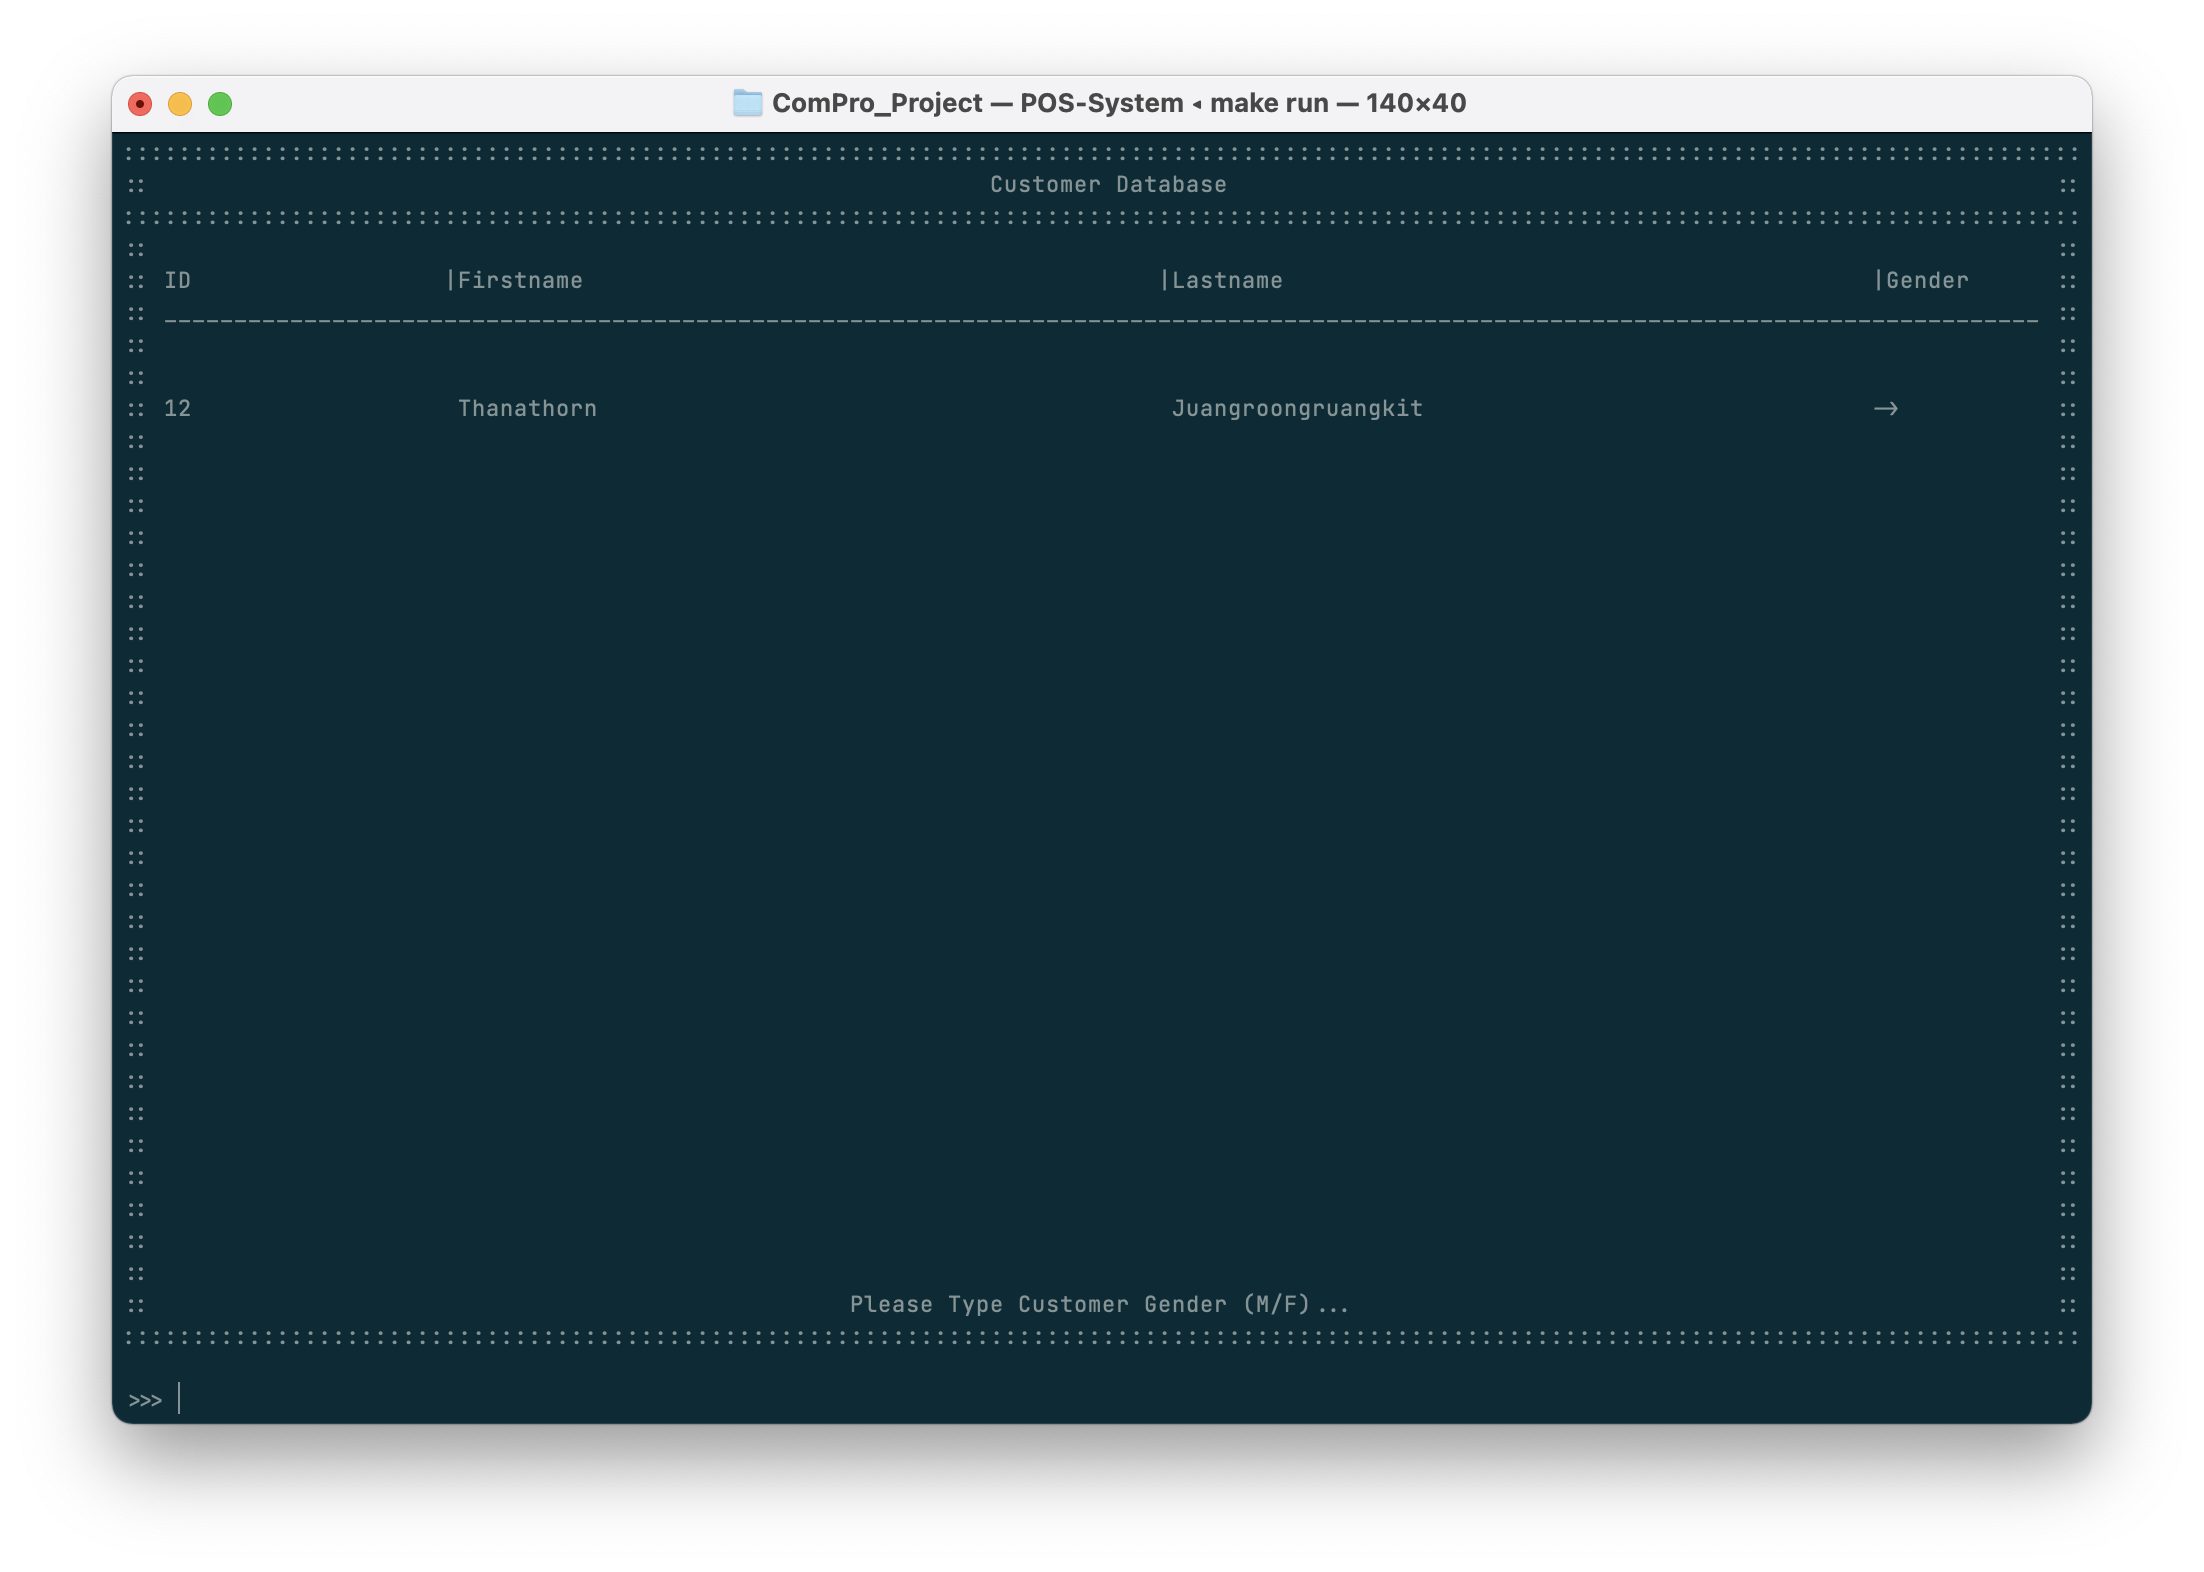 ComPro_Project — POS-System ◂ make run — 140×40
::::::::::::::::::::::::::::::::::::::::::::::::::::::::::::::::::::::::::::::::::::::::::::::::::::::::::::::::::::::::::::::::::::::::::::
:: Customer Database ::
::::::::::::::::::::::::::::::::::::::::::::::::::::::::::::::::::::::::::::::::::::::::::::::::::::::::::::::::::::::::::::::::::::::::::::
:: ID |Firstname |Lastname |Gender ::
:: 12 Thanathorn Juangroongruangkit -> ::
:: Please Type Customer Gender (M/F)... ::
::::::::::::::::::::::::::::::::::::::::::::::::::::::::::::::::::::::::::::::::::::::::::::::::::::::::::::::::::::::::::::::::::::::::::::
>>>